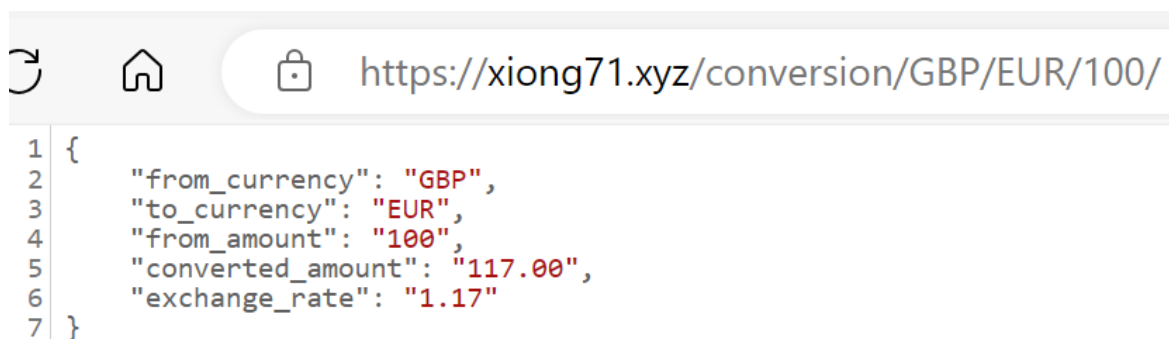 https://xiong71.xyz/conversion/GBP/EUR/100/
1 {
2 "from_currency": "GBP",
3 "to_currency": "EUR",
4 "from_amount": "100",
5 "converted_amount": "117.00",
6 "exchange_rate": "1.17"
7 }